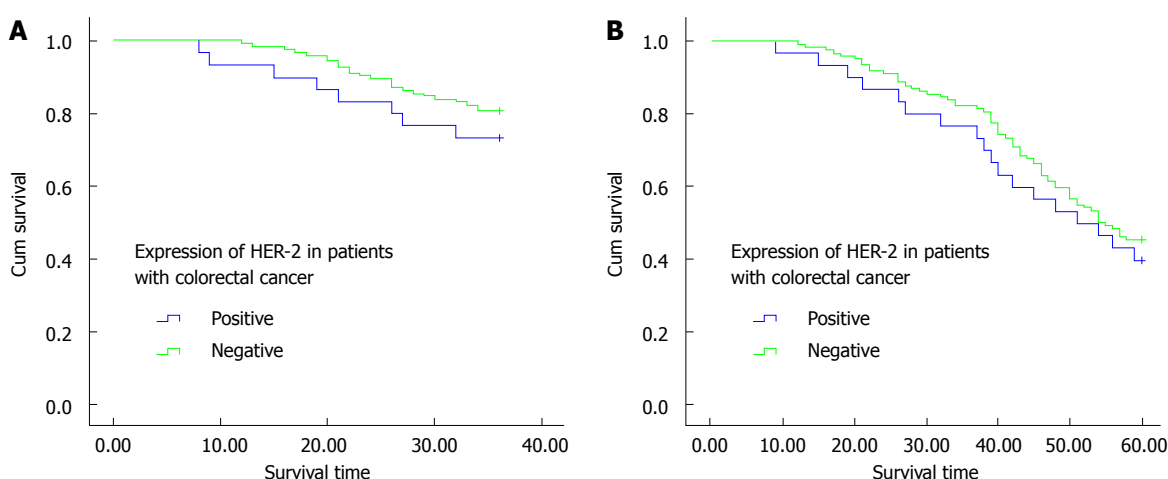 A
Cum survival
1.0
0.8
0.6
0.4
0.2
0.0
Expression of HER-2 in patients
with colorectal cancer
Positive
Negative
0.00 10.00 20.00 30.00 40.00
Survival time
B
Cum survival
1.0
0.8
0.6
0.4
0.2
0.0
Expression of HER-2 in patients
with colorectal cancer
Positive
Negative
0.00 10.00 20.00 30.00 40.00 50.00 60.00
Survival time